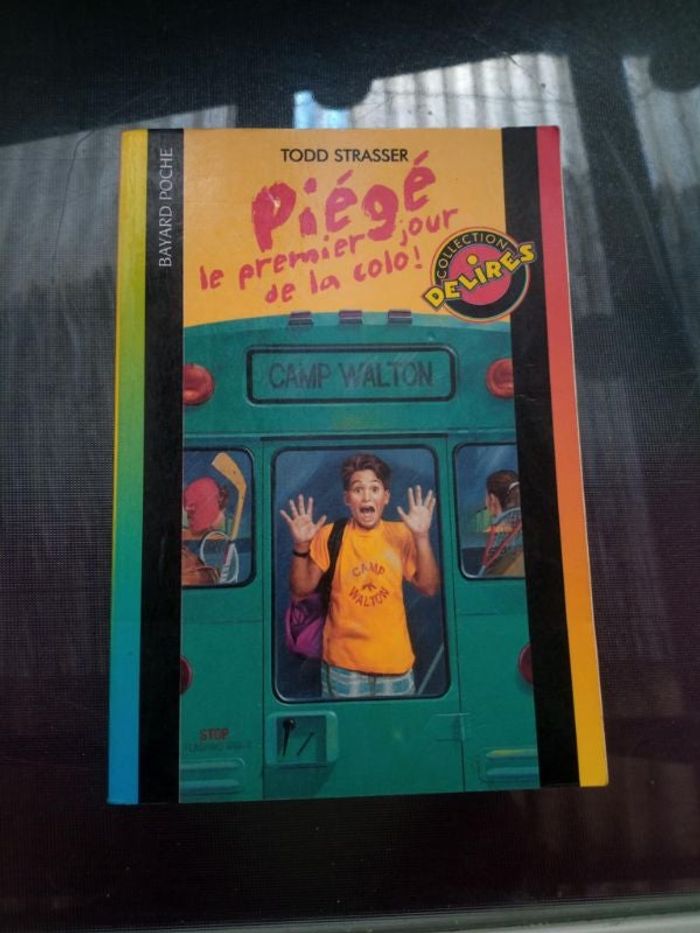 BAYARD POCHE
TODD STRASSER
Piégé
le premier jour
de la colo !
COLLECTION
DELIRES
CAMP WALTON
CAMP
WALTON
STOP